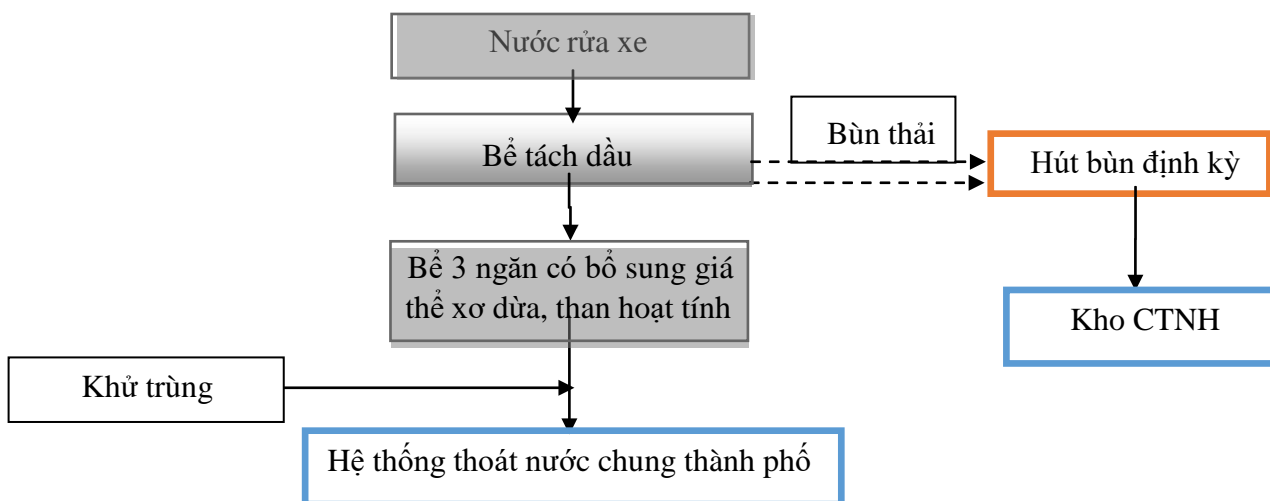 Nước rửa xe
Bể tách dầu
Bùn thải
Hút bùn định kỳ
Bể 3 ngăn có bổ sung giá
thể xơ dừa, than hoạt tính
Kho CTNH
Khử trùng
Hệ thống thoát nước chung thành phố